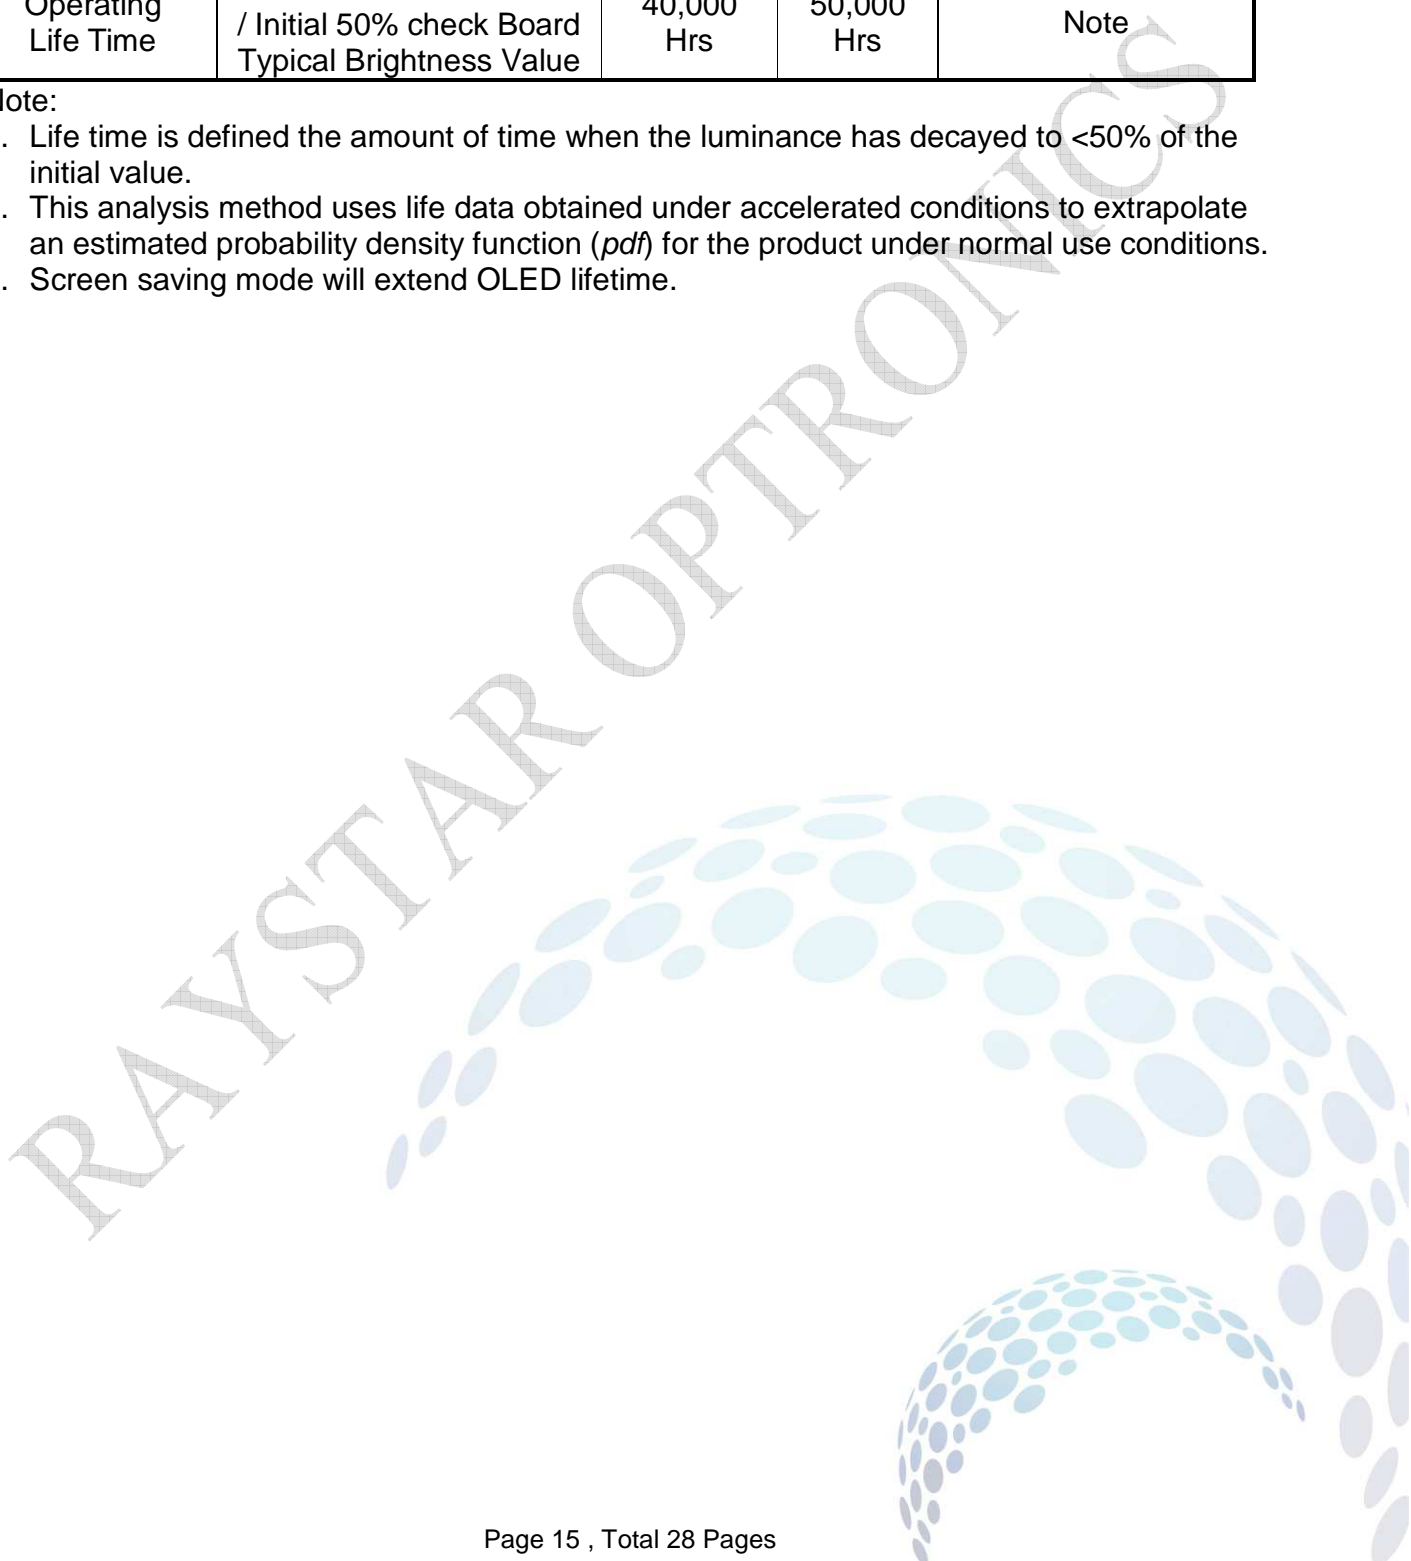 Operating
Life Time
/ Initial 50% check Board
Typical Brightness Value
40,000
Hrs
50,000
Hrs
Note
Note:
. Life time is defined the amount of time when the luminance has decayed to <50% of the
initial value.
. This analysis method uses life data obtained under accelerated conditions to extrapolate
an estimated probability density function (pdf) for the product under normal use conditions.
. Screen saving mode will extend OLED lifetime.
RAYSTAR OPTRONICS
Page 15 , Total 28 Pages